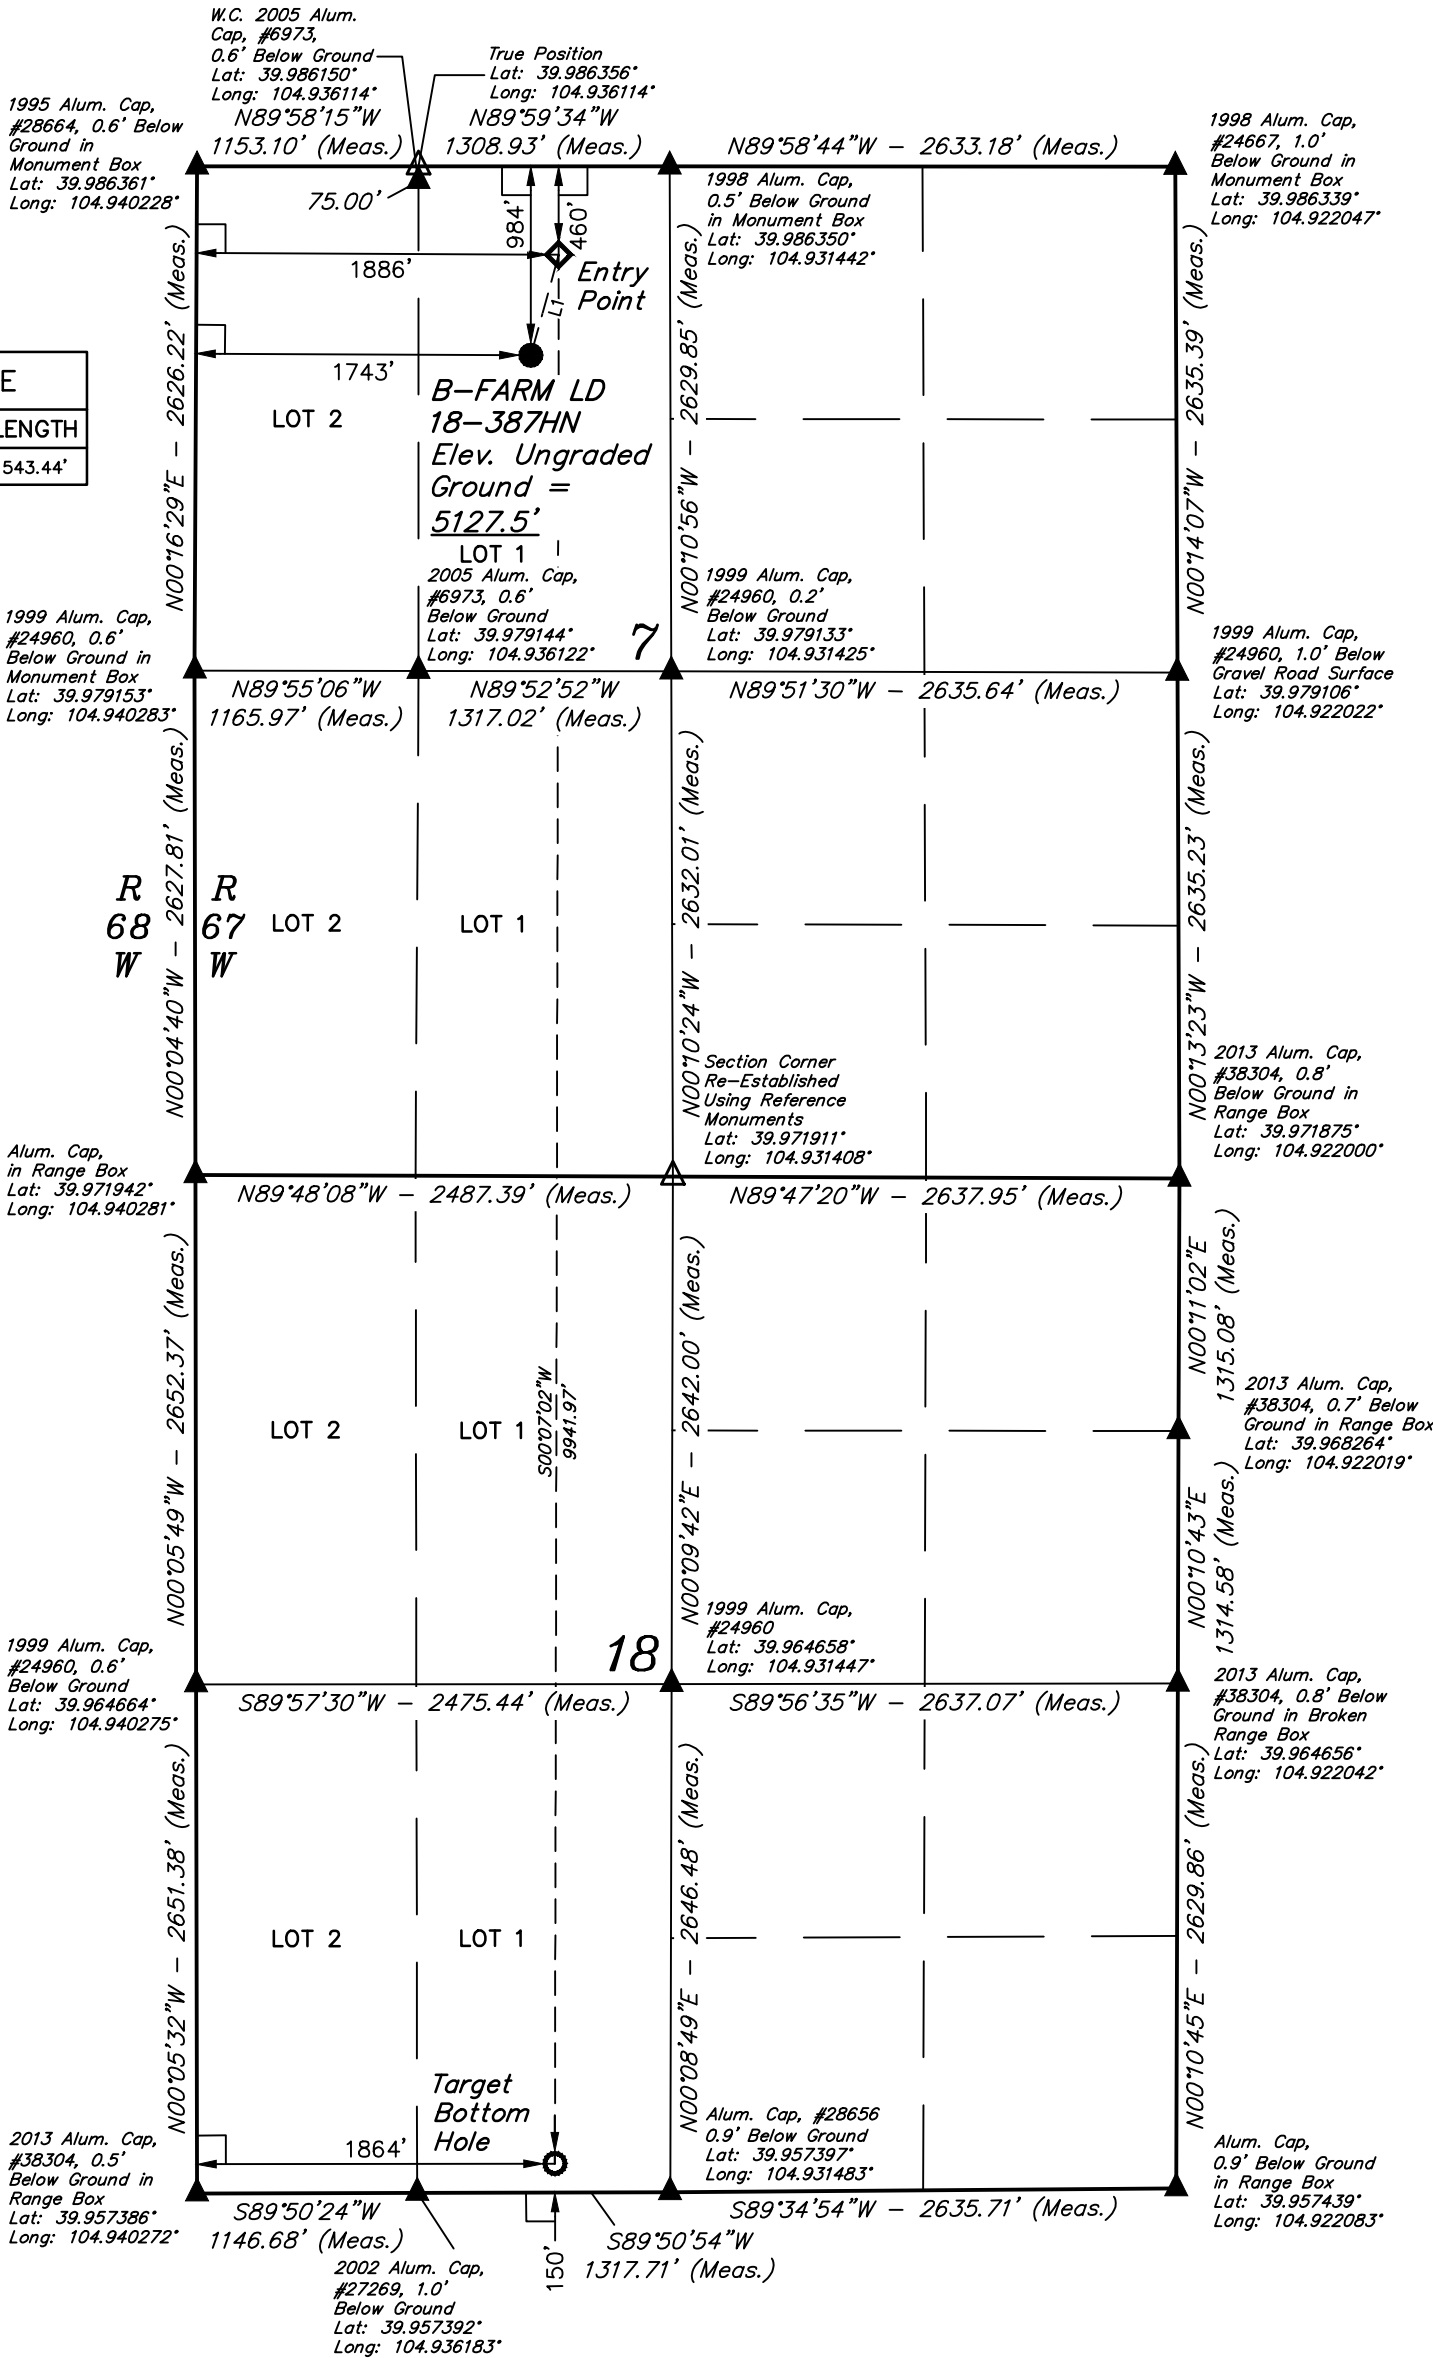 W.C. 2005 Alum.
Cap, #6973,
0.6' Below Ground
Lat: 39.986150°
Long: 104.936114°
True Position
Lat: 39.986356°
Long: 104.936114°
1995 Alum. Cap,
#28664, 0.6' Below
Ground in
Monument Box
Lat: 39.986361°
Long: 104.940228°
N89°58'15"W
1153.10' (Meas.)
N89°59'34"W
1308.93' (Meas.)
N89°58'44"W - 2633.18' (Meas.)
1998 Alum. Cap,
#24667, 1.0'
Below Ground in
Monument Box
Lat: 39.986339°
Long: 104.922047°
75.00'
984'
460'
1998 Alum. Cap,
0.5' Below Ground
in Monument Box
Lat: 39.986350°
Long: 104.931442°
1886'
Entry
Point
L1
1743'
N00°16'29"E - 2626.22' (Meas.)
N00°10'56"W - 2629.85' (Meas.)
N00°14'07"W - 2635.39' (Meas.)
E
LENGTH
543.44'
LOT 2
B-FARM LD
18-387HN
Elev. Ungraded
Ground =
5127.5'
LOT 1
2005 Alum. Cap,
#6973, 0.6'
Below Ground
Lat: 39.979144°
Long: 104.936122°
7
1999 Alum. Cap,
#24960, 0.2'
Below Ground
Lat: 39.979133°
Long: 104.931425°
1999 Alum. Cap,
#24960, 0.6'
Below Ground in
Monument Box
Lat: 39.979153°
Long: 104.940283°
1999 Alum. Cap,
#24960, 1.0' Below
Gravel Road Surface
Lat: 39.979106°
Long: 104.922022°
N89°55'06"W
1165.97' (Meas.)
N89°52'52"W
1317.02' (Meas.)
N89°51'30"W - 2635.64' (Meas.)
N00°04'40"W - 2627.81' (Meas.)
N00°10'24"W - 2632.01' (Meas.)
N00°13'23"W - 2635.23' (Meas.)
R
68
W
R
67
W
LOT 2
LOT 1
Section Corner
Re-Established
Using Reference
Monuments
Lat: 39.971911°
Long: 104.931408°
2013 Alum. Cap,
#38304, 0.8'
Below Ground in
Range Box
Lat: 39.971875°
Long: 104.922000°
Alum. Cap,
in Range Box
Lat: 39.971942°
Long: 104.940281°
N89°48'08"W - 2487.39' (Meas.)
N89°47'20"W - 2637.95' (Meas.)
N00°05'49"W - 2652.37' (Meas.)
N00°09'42"E - 2642.00' (Meas.)
N00°11'02"E
1315.08' (Meas.)
2013 Alum. Cap,
#38304, 0.7' Below
Ground in Range Box
Lat: 39.968264°
Long: 104.922019°
LOT 2
LOT 1
S00°07'02"W
9941.97'
N00°10'43"E
1314.58' (Meas.)
18
1999 Alum. Cap,
#24960
Lat: 39.964658°
Long: 104.931447°
1999 Alum. Cap,
#24960, 0.6'
Below Ground
Lat: 39.964664°
Long: 104.940275°
2013 Alum. Cap,
#38304, 0.8' Below
Ground in Broken
Range Box
Lat: 39.964656°
Long: 104.922042°
S89°57'30"W - 2475.44' (Meas.)
S89°56'35"W - 2637.07' (Meas.)
N00°05'32"W - 2651.38' (Meas.)
N00°08'49"E - 2646.48' (Meas.)
N00°10'45"E - 2629.86' (Meas.)
LOT 2
LOT 1
Target
Bottom
Hole
1864'
Alum. Cap, #28656
0.9' Below Ground
Lat: 39.957397°
Long: 104.931483°
2013 Alum. Cap,
#38304, 0.5'
Below Ground in
Range Box
Lat: 39.957386°
Long: 104.940272°
Alum. Cap,
0.9' Below Ground
in Range Box
Lat: 39.957439°
Long: 104.922083°
S89°50'24"W
1146.68' (Meas.)
150'
S89°50'54"W
1317.71' (Meas.)
S89°34'54"W - 2635.71' (Meas.)
2002 Alum. Cap,
#27269, 1.0'
Below Ground
Lat: 39.957392°
Long: 104.936183°